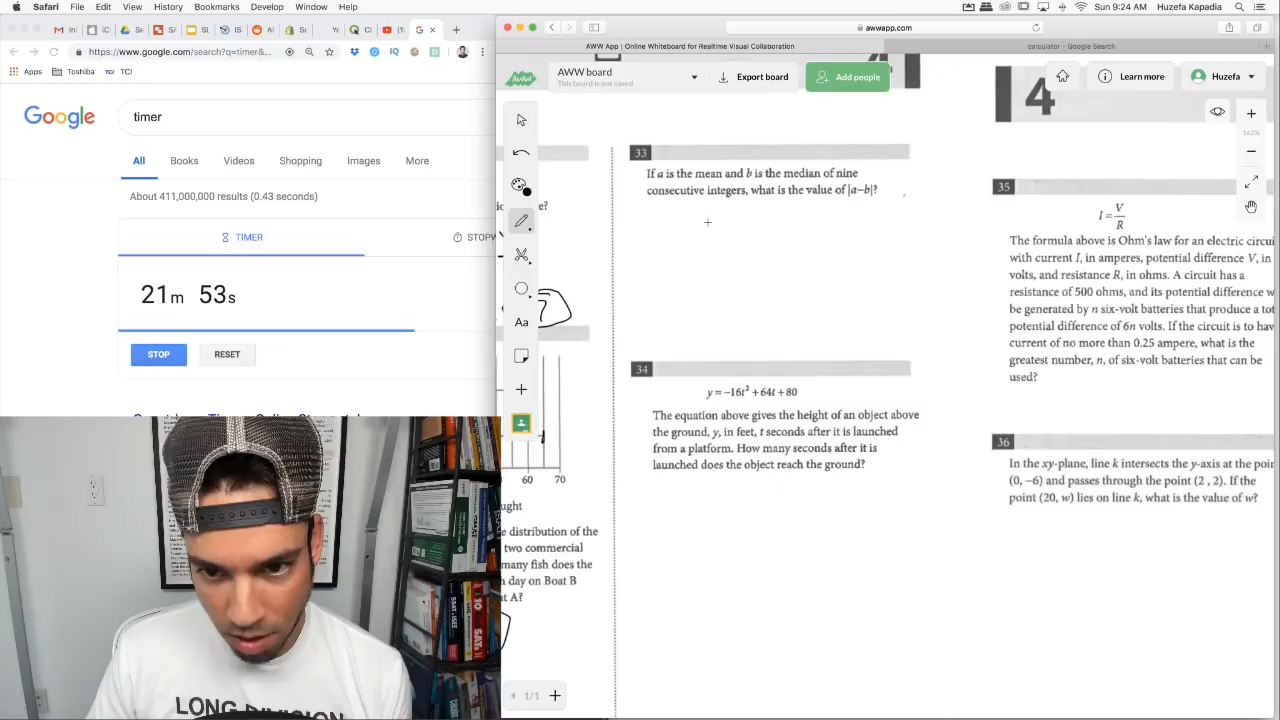 Safari File Edit View History Bookmarks Develop Window Help
Sun 9:24 AM Huzefa Kapadia
https://www.google.com/search?q=timer&...
Apps Toshiba TCI
Google
timer
All Books Videos Shopping Images More
About 411,000,000 results (0.43 seconds)
TIMER
STOPW
21m 53s
STOP RESET
LONG DIVISION
awwapp.com
AWW App | Online Whiteboard for Realtime Visual Collaboration
calculator - Google Search
AWW
AWW board
This board is not saved
Export board
Add people
Learn more
Huzefa
162%
Aa
33
If a is the mean and b is the median of nine
consecutive integers, what is the value of |a–b|?
34
y = –16t² + 64t + 80
The equation above gives the height of an object above
the ground, y, in feet, t seconds after it is launched
from a platform. How many seconds after it is
launched does the object reach the ground?
60 70
ught
e distribution of the
two commercial
many fish does the
h day on Boat B
t A?
1/1
4
35
I = V/R
The formula above is Ohm's law for an electric circui
with current I, in amperes, potential difference V, in
volts, and resistance R, in ohms. A circuit has a
resistance of 500 ohms, and its potential difference w
be generated by n six-volt batteries that produce a tot
potential difference of 6n volts. If the circuit is to hav
current of no more than 0.25 ampere, what is the
greatest number, n, of six-volt batteries that can be
used?
36
In the xy-plane, line k intersects the y-axis at the poin
(0, –6) and passes through the point (2 , 2). If the
point (20, w) lies on line k, what is the value of w?